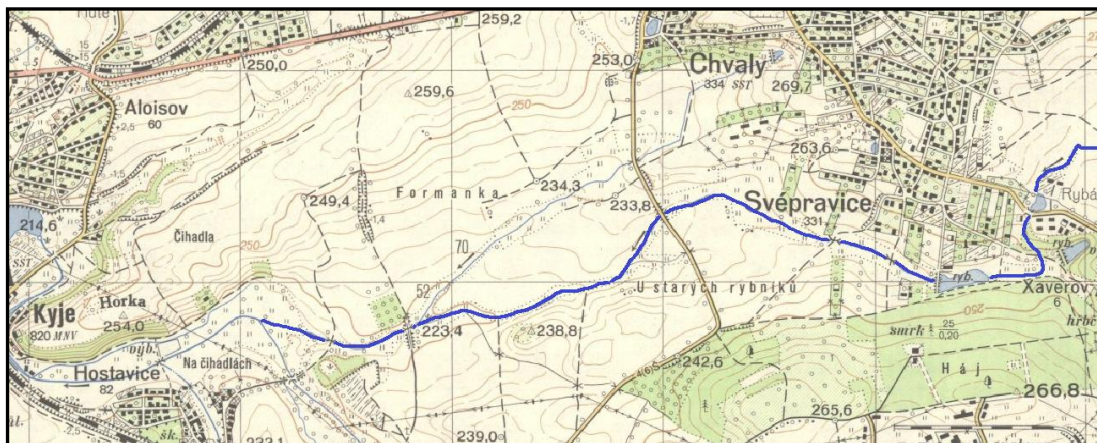 259,2
253,0
Chvaly
334 SST
269,7
250,0
259,6
250
Aloisov
60
263,6
Formanka
234,3
249,4
233,8
Svépravice
331
214,6
SST
Čihadla
250
70
ryb.
ryb.
U starých rybníků
Xaverov
6
Horka
254,0
52
Kyje
820 MNV
223,4
238,8
250
smrk 25
0,20
výb.
Na čihadlách
Hostavice
82
242,6
Háj
266,8
265,6
šk.
239,0